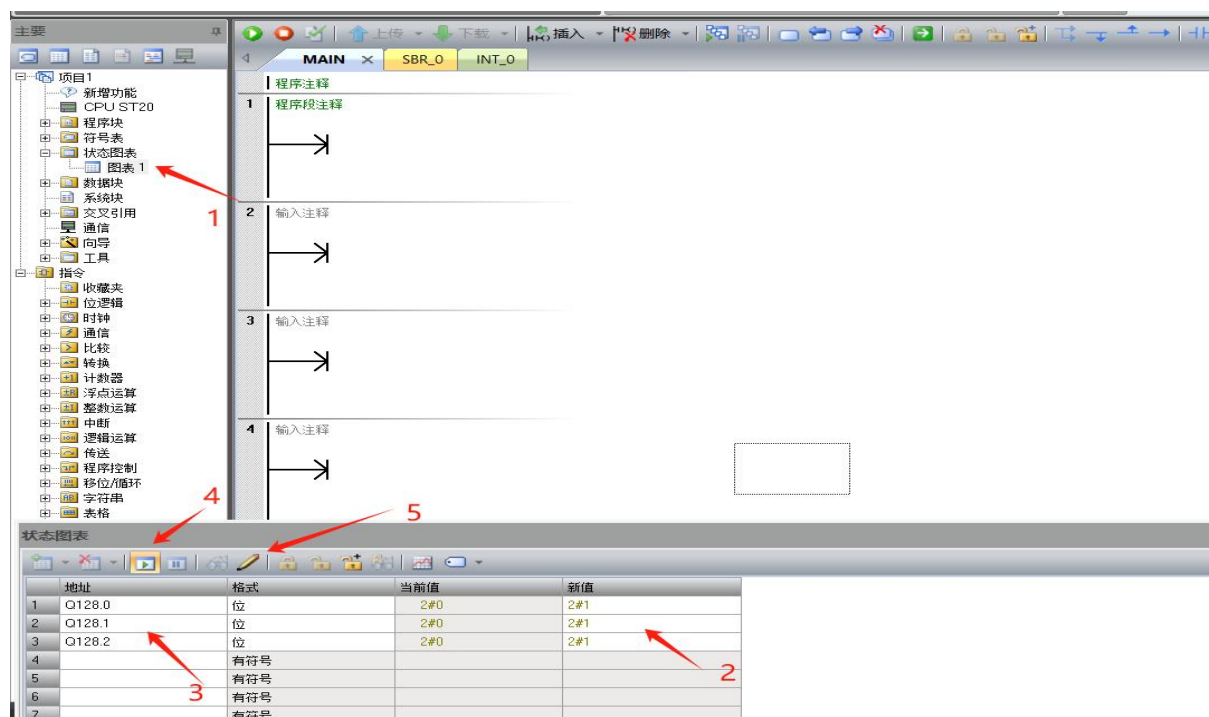 主要
上传
下载
插入
删除
MAIN
SBR_0
INT_0
项目1
新增功能
CPU ST20
程序块
符号表
状态图表
图表 1
数据块
系统块
交叉引用
通信
向导
工具
指令
收藏夹
位逻辑
时钟
通信
比较
转换
计数器
浮点运算
整数运算
中断
逻辑运算
传送
程序控制
移位/循环
字符串
表格
1
4
程序注释
1 程序段注释
2 输入注释
3 输入注释
4 输入注释
5
状态图表
地址 格式 当前值 新值
1 Q128.0 位 2#0 2#1
2 Q128.1 位 2#0 2#1
3 Q128.2 位 2#0 2#1
4 有符号
5 有符号
6 有符号
7 有符号
3
2